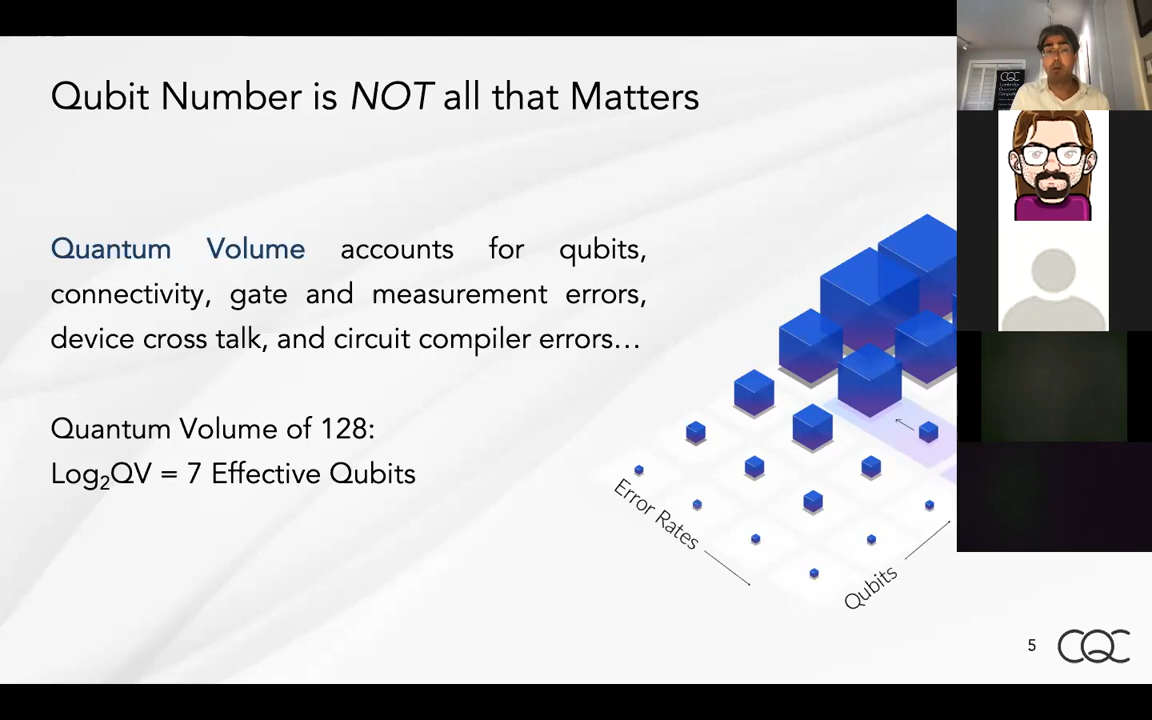 Qubit Number is NOT all that Matters
Quantum Volume accounts for qubits,
connectivity, gate and measurement errors,
device cross talk, and circuit compiler errors…
Quantum Volume of 128:
Log₂QV = 7 Effective Qubits
Error Rates
Qubits
5
CQC
CQC